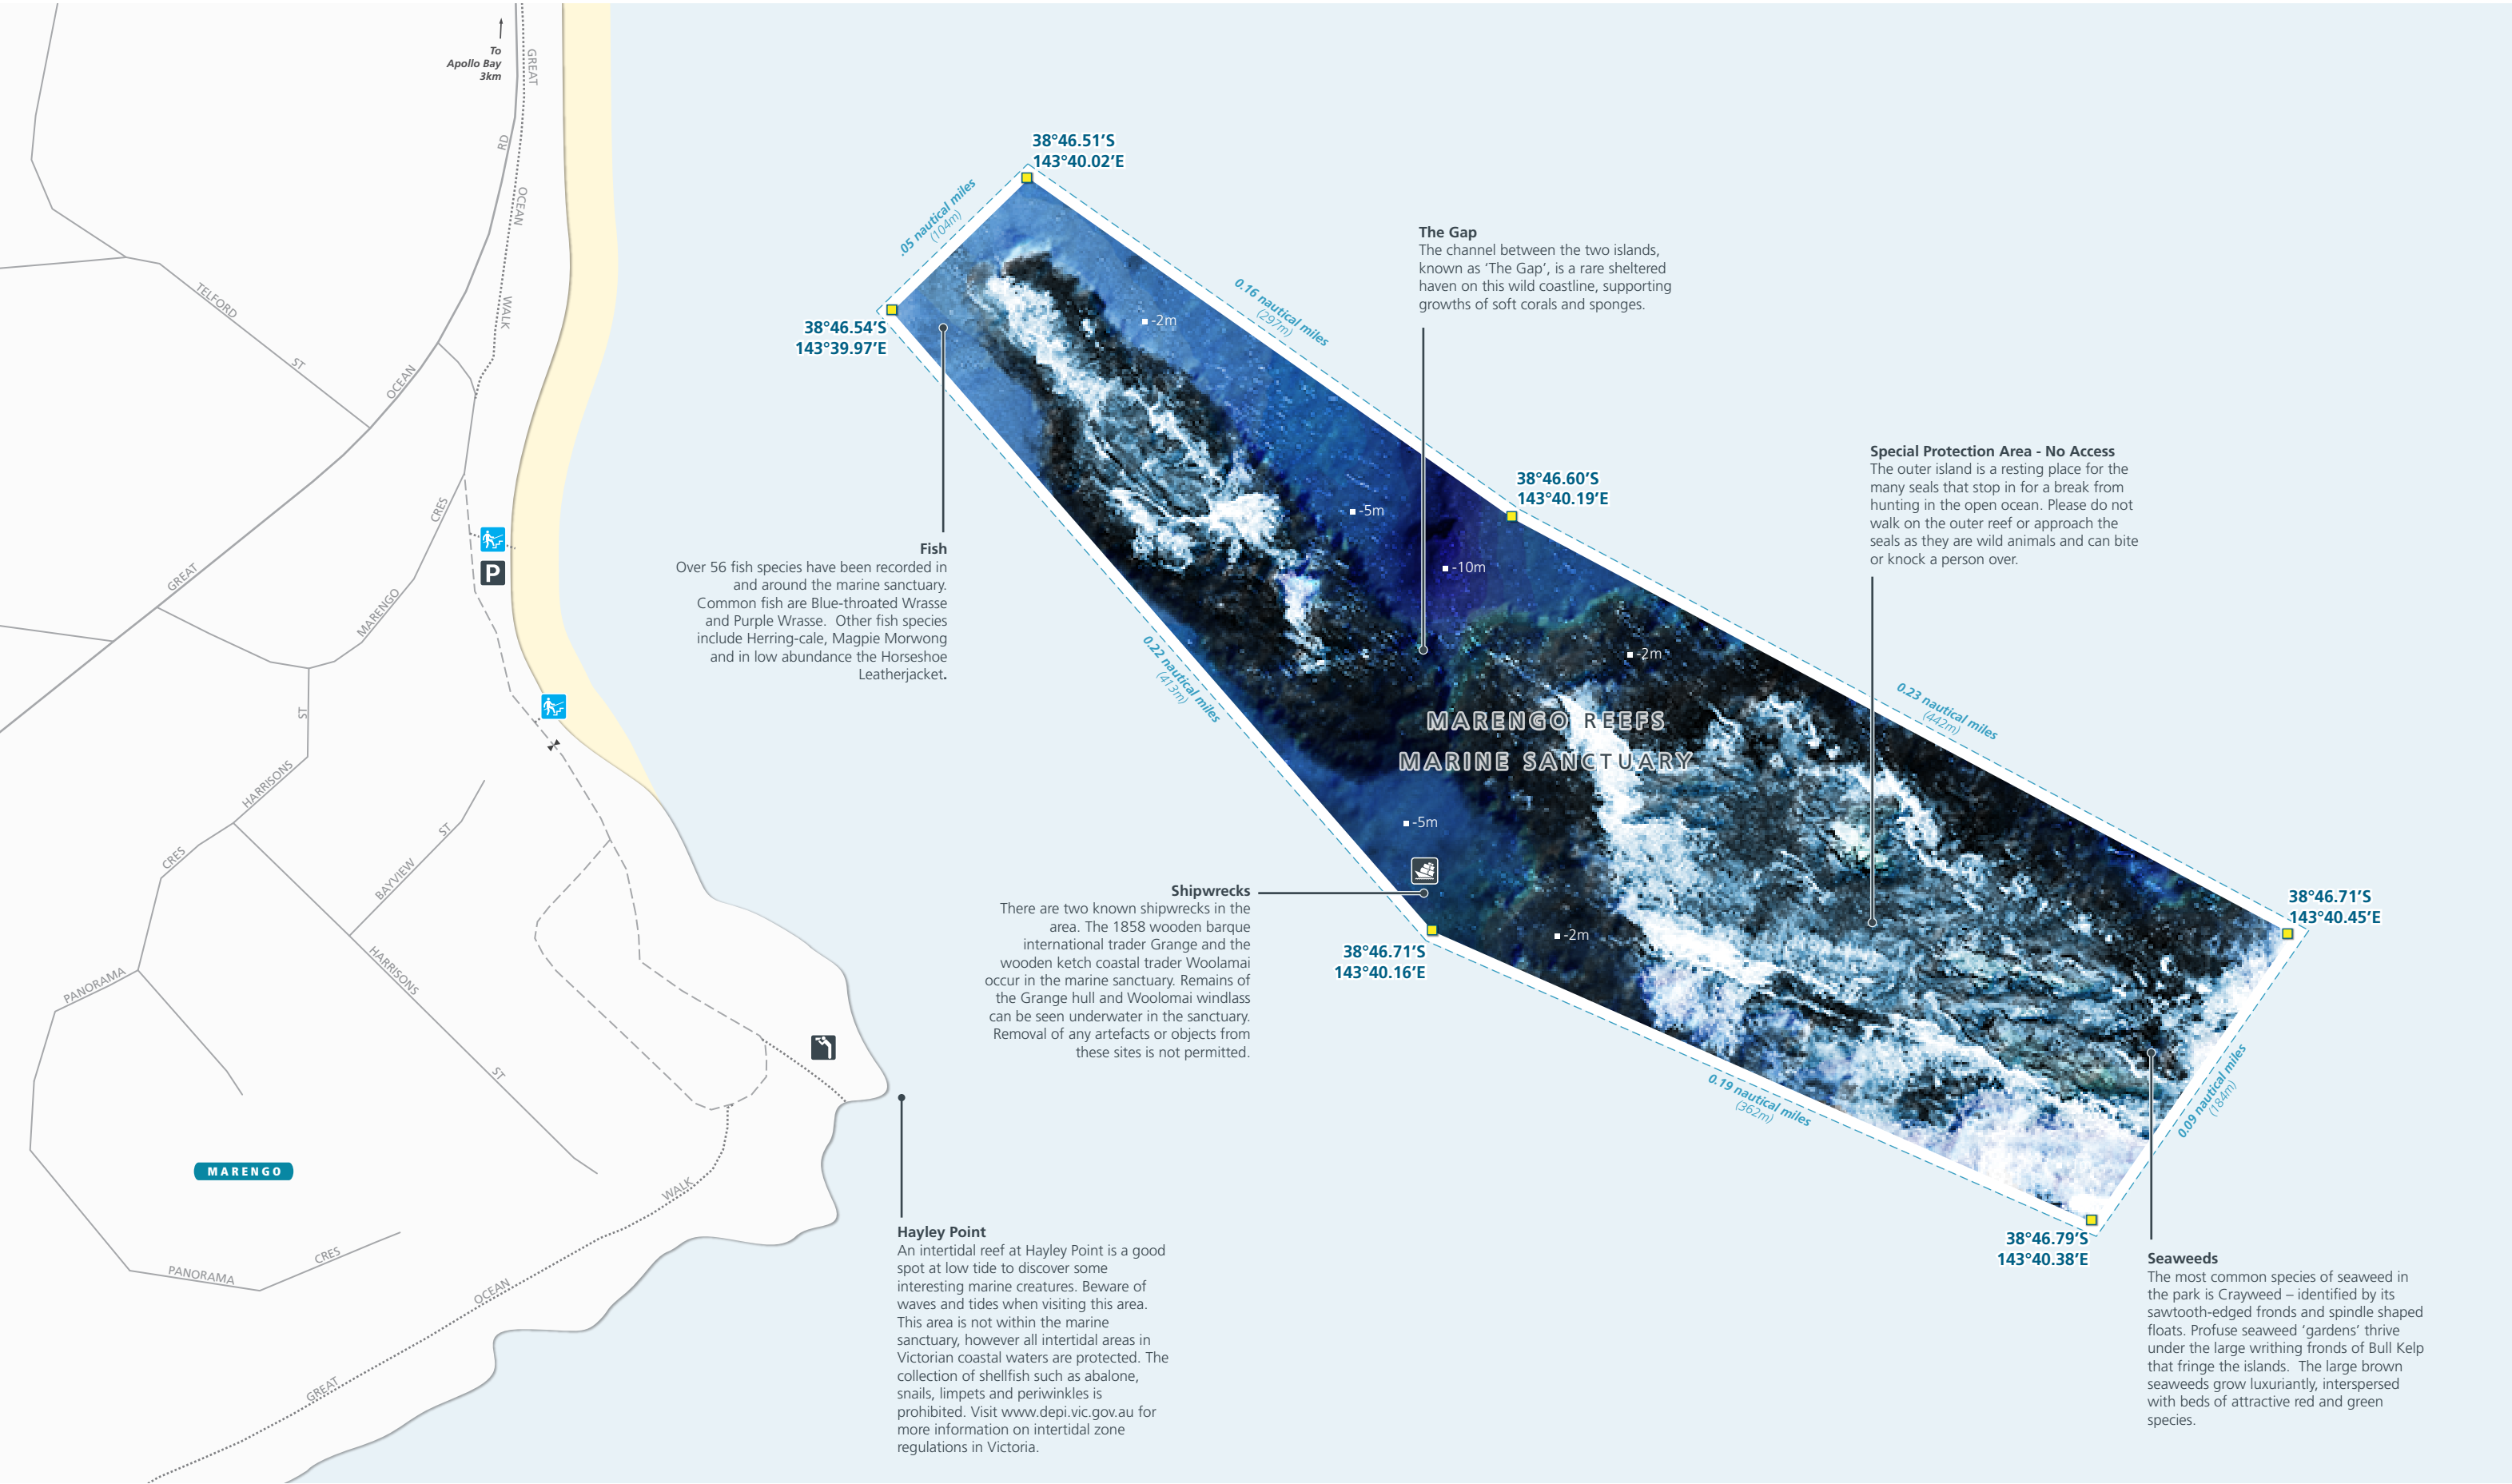 To
Apollo Bay
3km
GREAT
RD
OCEAN
WALK
TELFORD
ST
OCEAN
GREAT
CRES
MARENGO
ST
HARRISONS
CRES
BAYVIEW
ST
HARRISONS
ST
PANORAMA
MARENGO
PANORAMA
CRES
WALK
OCEAN
GREAT
P
38°46.51'S
143°40.02'E
.05 nautical miles
(104m)
38°46.54'S
143°39.97'E
0.16 nautical miles
(297m)
-2m
The Gap
The channel between the two islands,
known as ‘The Gap’, is a rare sheltered
haven on this wild coastline, supporting
growths of soft corals and sponges.
38°46.60'S
143°40.19'E
-5m
-10m
Special Protection Area - No Access
The outer island is a resting place for the
many seals that stop in for a break from
hunting in the open ocean. Please do not
walk on the outer reef or approach the
seals as they are wild animals and can bite
or knock a person over.
Fish
Over 56 fish species have been recorded in
and around the marine sanctuary.
Common fish are Blue-throated Wrasse
and Purple Wrasse.  Other fish species
include Herring-cale, Magpie Morwong
and in low abundance the Horseshoe
Leatherjacket.
0.22 nautical miles
(413m)
-2m
MARENGO REEFS
MARINE SANCTUARY
0.23 nautical miles
(442m)
-5m
Shipwrecks
There are two known shipwrecks in the
area. The 1858 wooden barque
international trader Grange and the
wooden ketch coastal trader Woolamai
occur in the marine sanctuary. Remains of
the Grange hull and Woolomai windlass
can be seen underwater in the sanctuary.
Removal of any artefacts or objects from
these sites is not permitted.
38°46.71'S
143°40.16'E
-2m
38°46.71'S
143°40.45'E
0.19 nautical miles
(362m)
0.09 nautical miles
(184m)
38°46.79'S
143°40.38'E
Hayley Point
An intertidal reef at Hayley Point is a good
spot at low tide to discover some
interesting marine creatures. Beware of
waves and tides when visiting this area.
This area is not within the marine
sanctuary, however all intertidal areas in
Victorian coastal waters are protected. The
collection of shellfish such as abalone,
snails, limpets and periwinkles is
prohibited. Visit www.depi.vic.gov.au for
more information on intertidal zone
regulations in Victoria.
Seaweeds
The most common species of seaweed in
the park is Crayweed – identified by its
sawtooth-edged fronds and spindle shaped
floats. Profuse seaweed ‘gardens’ thrive
under the large writhing fronds of Bull Kelp
that fringe the islands.  The large brown
seaweeds grow luxuriantly, interspersed
with beds of attractive red and green
species.